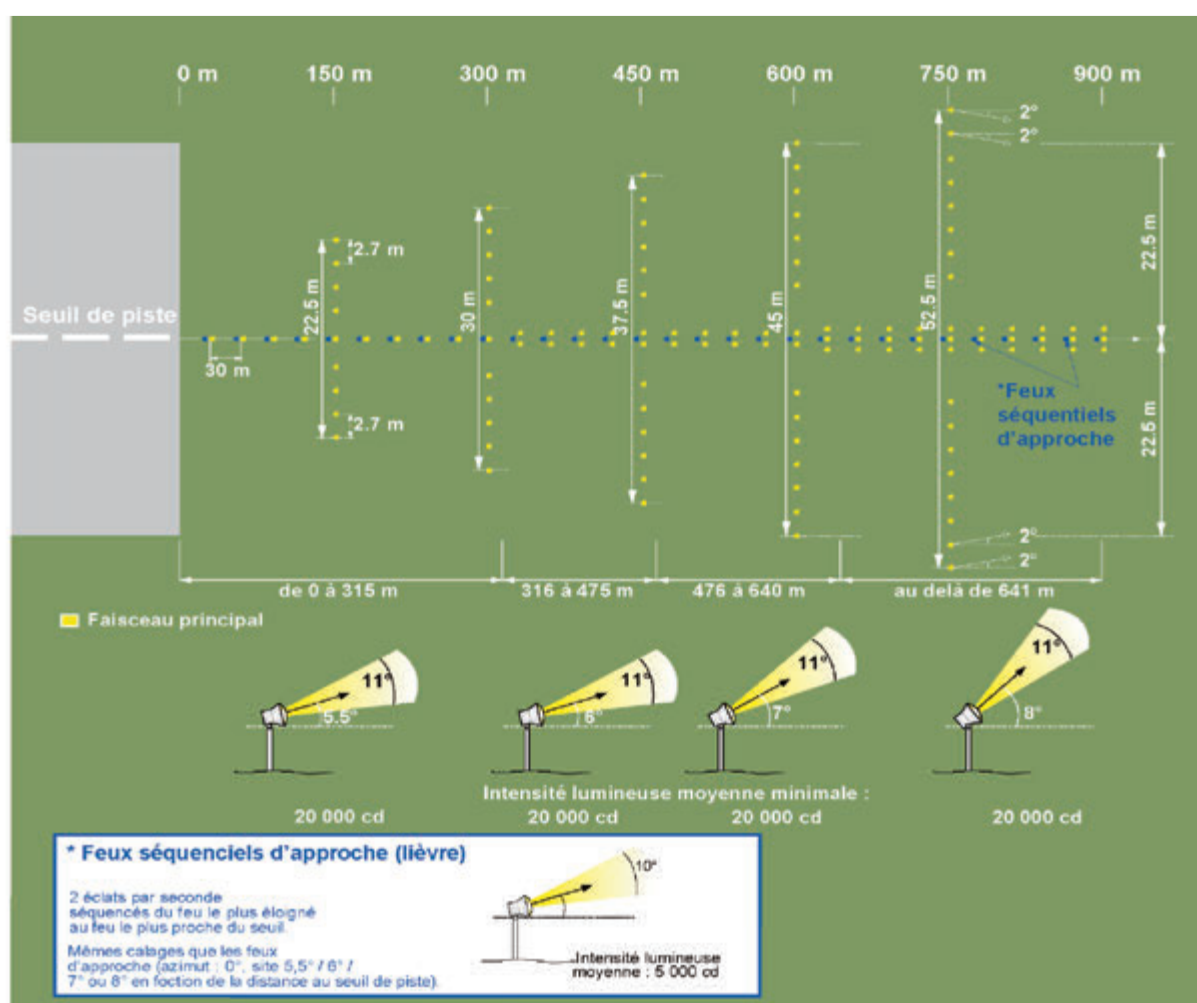 0 m 150 m 300 m 450 m 600 m 750 m 900 m
2°
2°
2.7 m
22.5 m
30 m
37.5 m
45 m
52.5 m
22.5 m
Seuil de piste
30 m
*Feux
séquentiels
d'approche
2.7 m
22.5 m
2°
2°
de 0 à 315 m 316 à 475 m 476 à 640 m au delà de 641 m
Faisceau principal
11° 11° 11° 11°
5.5° 6° 7° 8°
Intensité lumineuse moyenne minimale :
20 000 cd 20 000 cd 20 000 cd 20 000 cd
* Feux séquenciels d'approche (lièvre)
10°
2 éclats par seconde
séquencés du feu le plus éloigné
au feu le plus proche du seuil.
Mêmes calages que les feux
d'approche (azimut : 0°, site 5,5° / 6° /
7° ou 8° en foction de la distance au seuil de piste).
Intensité lumineuse
moyenne : 5 000 cd